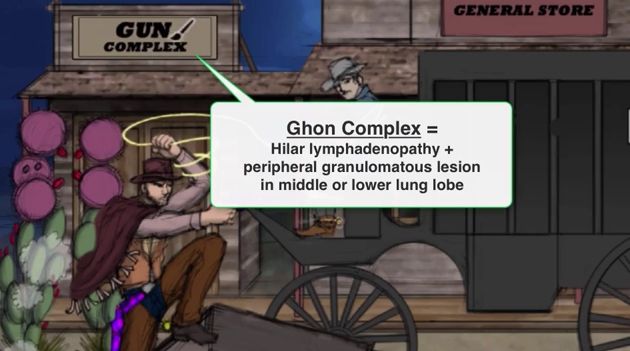 GUN
COMPLEX
GENERAL STORE
Ghon Complex =
Hilar lymphadenopathy +
peripheral granulomatous lesion
in middle or lower lung lobe